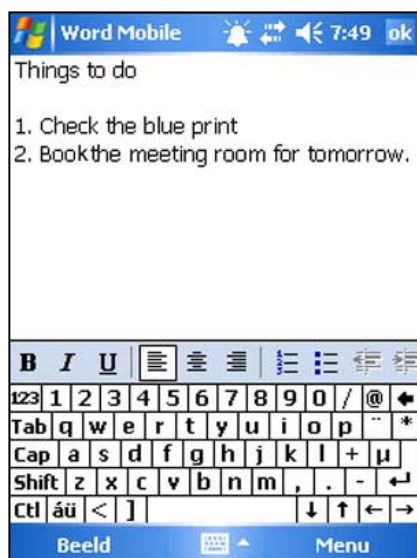 Word Mobile 7:49 ok
Things to do
1. Check the blue print
2. Bookthe meeting room for tomorrow.
B I U
123 1 2 3 4 5 6 7 8 9 0 / @
Tab q w e r t y u i o p ¨ *
Cap a s d f g h j k l + µ
Shift z x c v b n m , . - ↵
Ctl áü < ] ↓ ↑ ← →
Beeld Menu